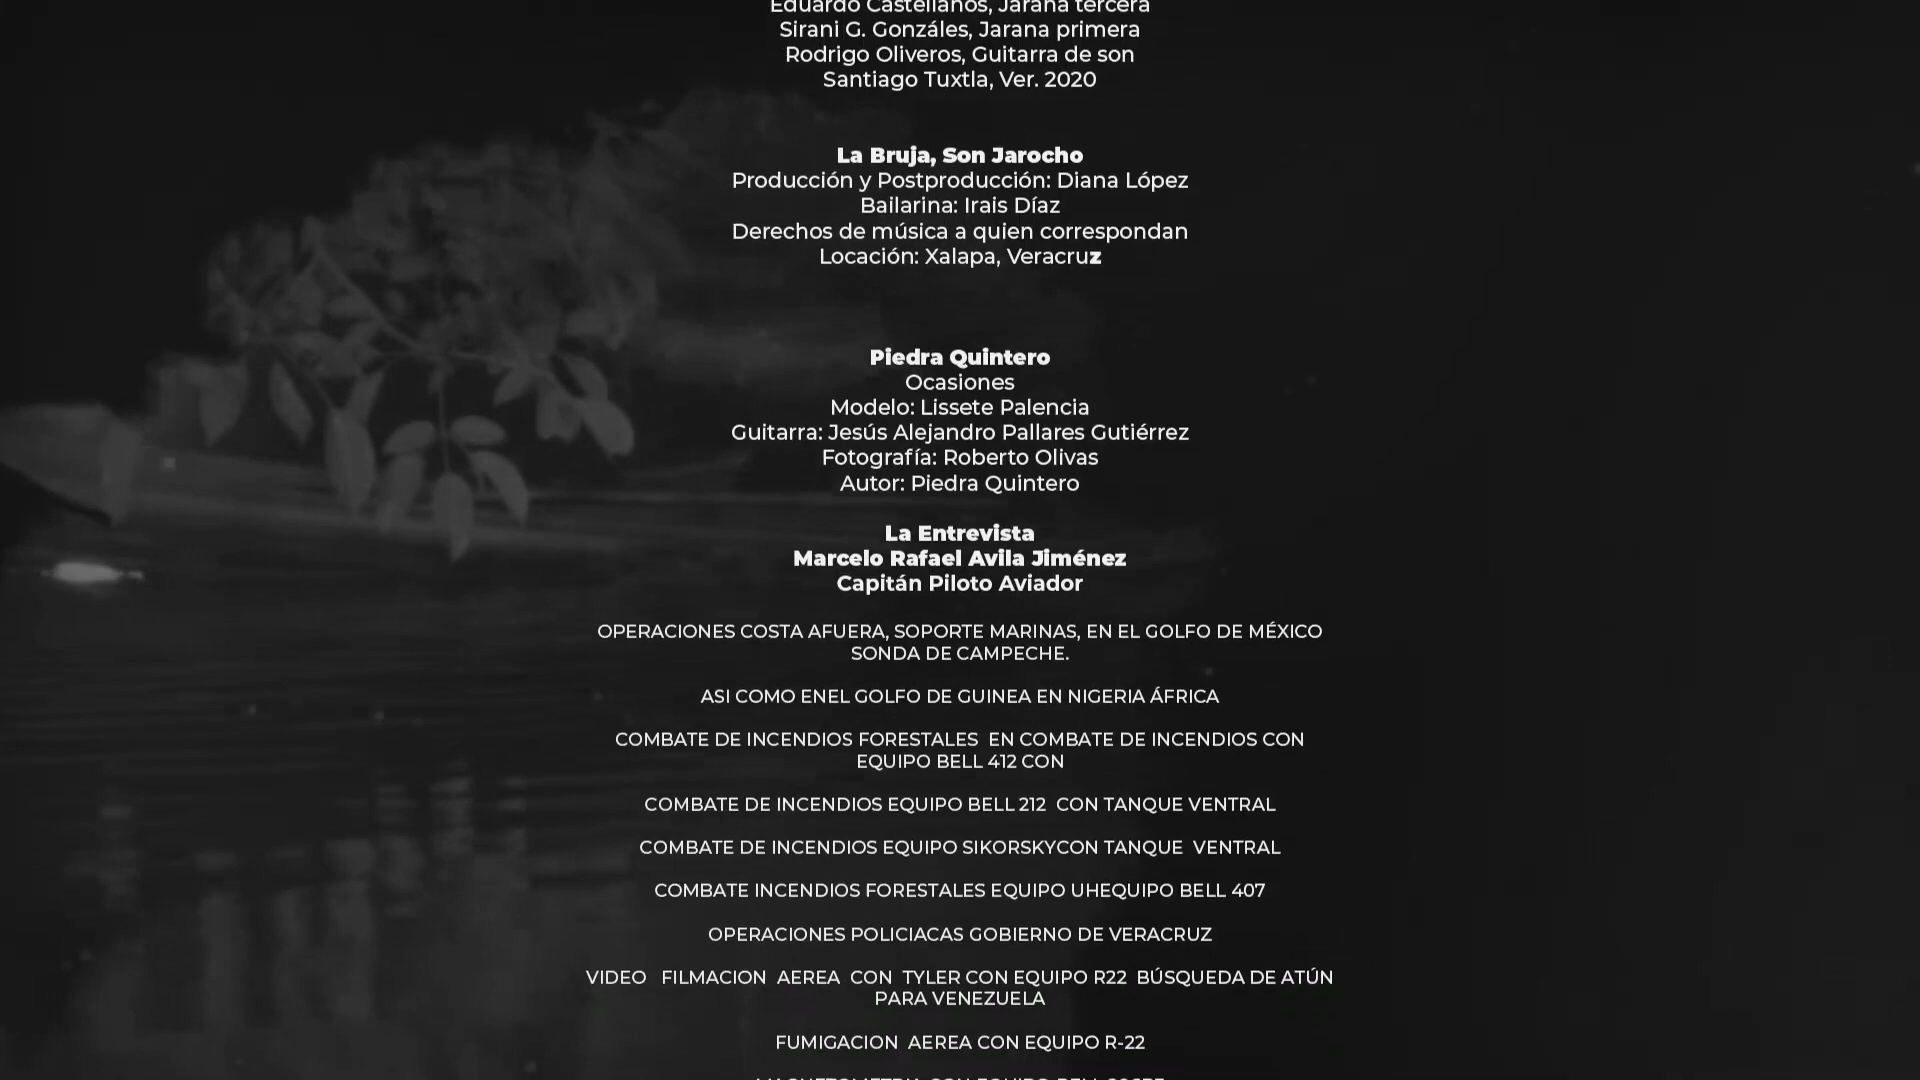 Eduardo Castellanos, Jarana tercera
Sirani G. Gonzáles, Jarana primera
Rodrigo Oliveros, Guitarra de son
Santiago Tuxtla, Ver. 2020
La Bruja, Son Jarocho
Producción y Postproducción: Diana López
Bailarina: Irais Díaz
Derechos de música a quien correspondan
Locación: Xalapa, Veracruz
Piedra Quintero
Ocasiones
Modelo: Lissete Palencia
Guitarra: Jesús Alejandro Pallares Gutiérrez
Fotografía: Roberto Olivas
Autor: Piedra Quintero
La Entrevista
Marcelo Rafael Avila Jiménez
Capitán Piloto Aviador
OPERACIONES COSTA AFUERA, SOPORTE MARINAS, EN EL GOLFO DE MÉXICO
SONDA DE CAMPECHE.
ASI COMO ENEL GOLFO DE GUINEA EN NIGERIA ÁFRICA
COMBATE DE INCENDIOS FORESTALES  EN COMBATE DE INCENDIOS CON
EQUIPO BELL 412 CON
COMBATE DE INCENDIOS EQUIPO BELL 212  CON TANQUE VENTRAL
COMBATE DE INCENDIOS EQUIPO SIKORSKYCON TANQUE  VENTRAL
COMBATE INCENDIOS FORESTALES EQUIPO UHEQUIPO BELL 407
OPERACIONES POLICIACAS GOBIERNO DE VERACRUZ
VIDEO   FILMACION  AEREA  CON  TYLER CON EQUIPO R22  BÚSQUEDA DE ATÚN
PARA VENEZUELA
FUMIGACION  AEREA CON EQUIPO R-22